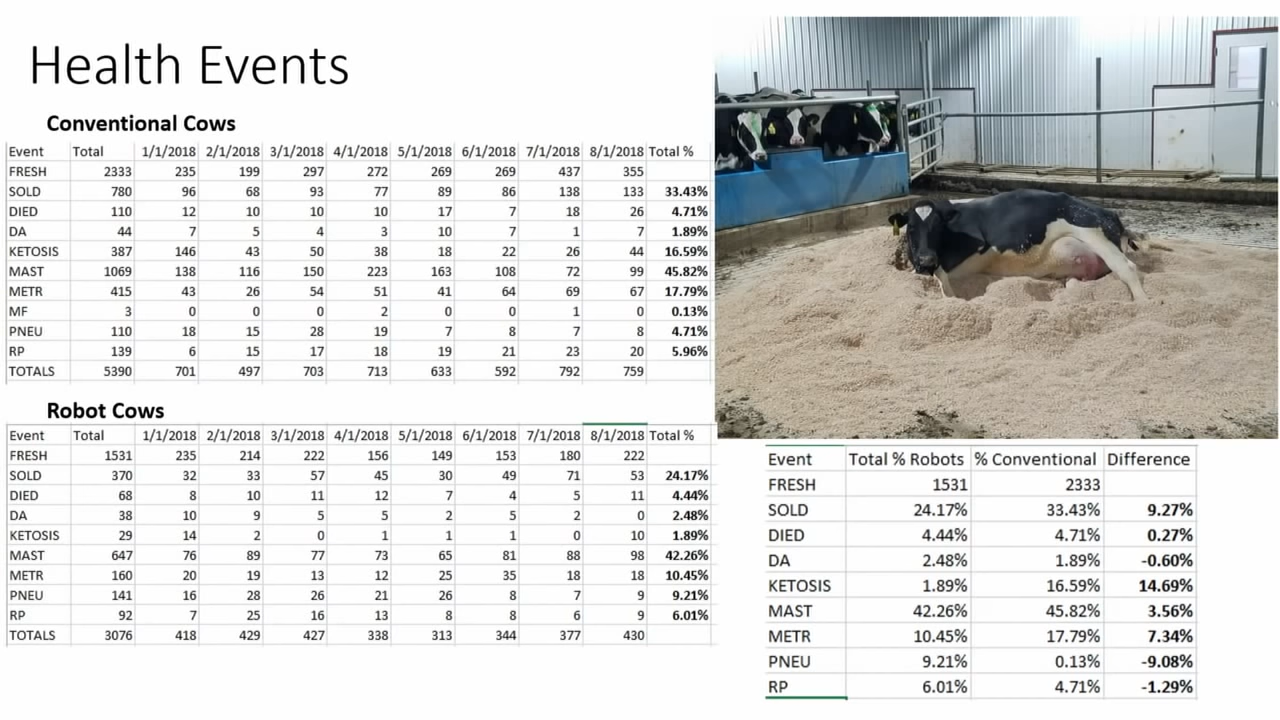 Health Events
Conventional Cows
Event Total 1/1/2018 2/1/2018 3/1/2018 4/1/2018 5/1/2018 6/1/2018 7/1/2018 8/1/2018 Total %
FRESH 2333 235 199 297 272 269 269 437 355
SOLD 780 96 68 93 77 89 86 138 133 33.43%
DIED 110 12 10 10 10 17 7 18 26 4.71%
DA 44 7 5 4 3 10 7 1 7 1.89%
KETOSIS 387 146 43 50 38 18 22 26 44 16.59%
MAST 1069 138 116 150 223 163 108 72 99 45.82%
METR 415 43 26 54 51 41 64 69 67 17.79%
MF 3 0 0 0 2 0 0 1 0 0.13%
PNEU 110 18 15 28 19 7 8 7 8 4.71%
RP 139 6 15 17 18 19 21 23 20 5.96%
TOTALS 5390 701 497 703 713 633 592 792 759
Robot Cows
Event Total 1/1/2018 2/1/2018 3/1/2018 4/1/2018 5/1/2018 6/1/2018 7/1/2018 8/1/2018 Total %
FRESH 1531 235 214 222 156 149 153 180 222
SOLD 370 32 33 57 45 30 49 71 53 24.17%
DIED 68 8 10 11 12 7 4 5 11 4.44%
DA 38 10 9 5 5 2 5 2 0 2.48%
KETOSIS 29 14 2 0 1 1 1 0 10 1.89%
MAST 647 76 89 77 73 65 81 88 98 42.26%
METR 160 20 19 13 12 25 35 18 18 10.45%
PNEU 141 16 28 26 21 26 8 7 9 9.21%
RP 92 7 25 16 13 8 8 6 9 6.01%
TOTALS 3076 418 429 427 338 313 344 377 430
Event Total % Robots % Conventional Difference
FRESH 1531 2333
SOLD 24.17% 33.43% 9.27%
DIED 4.44% 4.71% 0.27%
DA 2.48% 1.89% -0.60%
KETOSIS 1.89% 16.59% 14.69%
MAST 42.26% 45.82% 3.56%
METR 10.45% 17.79% 7.34%
PNEU 9.21% 0.13% -9.08%
RP 6.01% 4.71% -1.29%